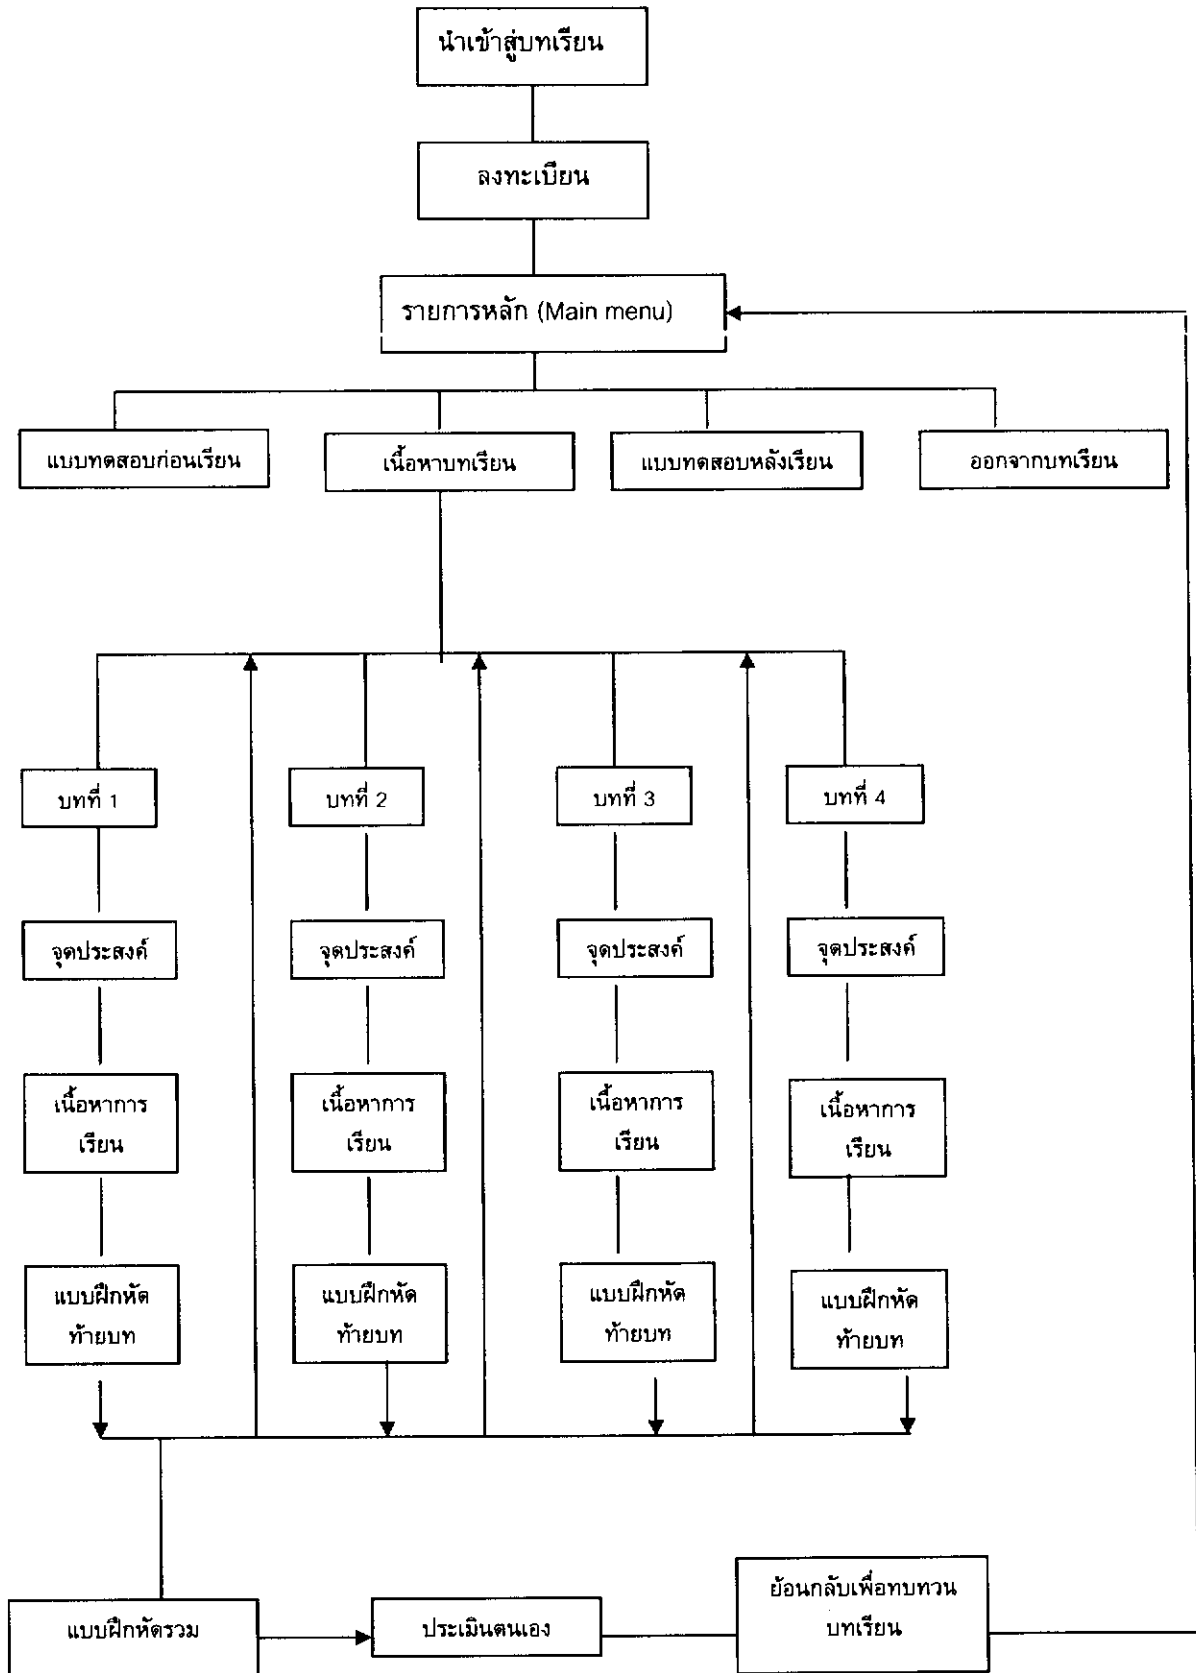 นำเข้าสู่บทเรียน
ลงทะเบียน
รายการหลัก (Main menu)
แบบทดสอบก่อนเรียน
เนื้อหาบทเรียน
แบบทดสอบหลังเรียน
ออกจากบทเรียน
บทที่ 1
บทที่ 2
บทที่ 3
บทที่ 4
จุดประสงค์
จุดประสงค์
จุดประสงค์
จุดประสงค์
เนื้อหาการ
เรียน
เนื้อหาการ
เรียน
เนื้อหาการ
เรียน
เนื้อหาการ
เรียน
แบบฝึกหัด
ท้ายบท
แบบฝึกหัด
ท้ายบท
แบบฝึกหัด
ท้ายบท
แบบฝึกหัด
ท้ายบท
แบบฝึกหัดรวม
ประเมินตนเอง
ย้อนกลับเพื่อทบทวน
บทเรียน